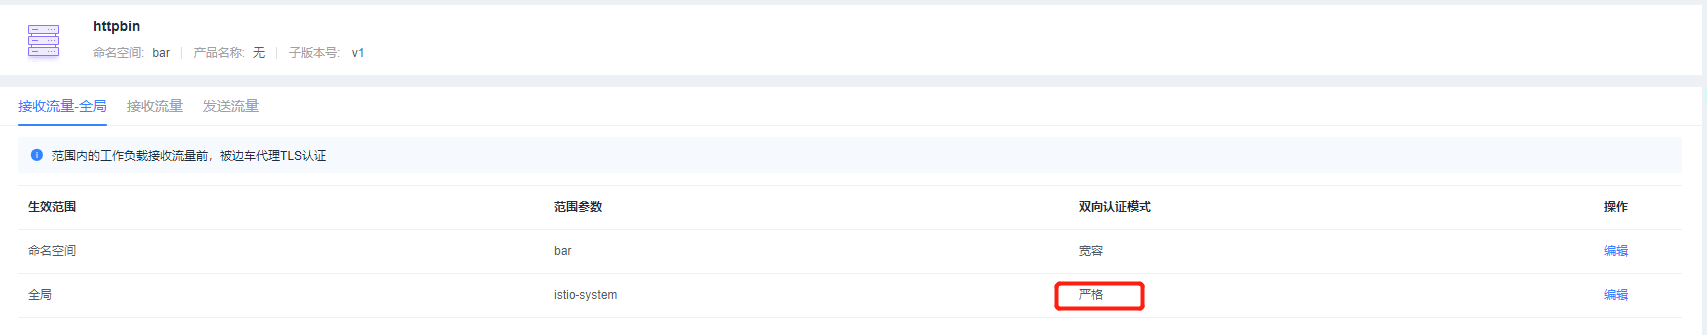 httpbin
命名空间: bar 产品名称: 无 子版本号: v1
接收流量-全局 接收流量 发送流量
范围内的工作负载接收流量前，被边车代理TLS认证
生效范围 范围参数 双向认证模式 操作
命名空间 bar 宽容 编辑
全局 istio-system 严格 编辑